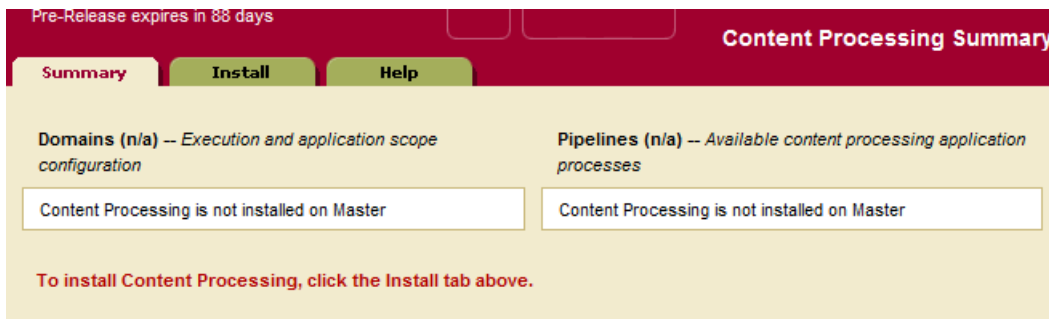 Pre-Release expires in 88 days
Content Processing Summary
Summary Install Help
Domains (n/a) -- Execution and application scope
configuration
Content Processing is not installed on Master
Pipelines (n/a) -- Available content processing application
processes
Content Processing is not installed on Master
To install Content Processing, click the Install tab above.